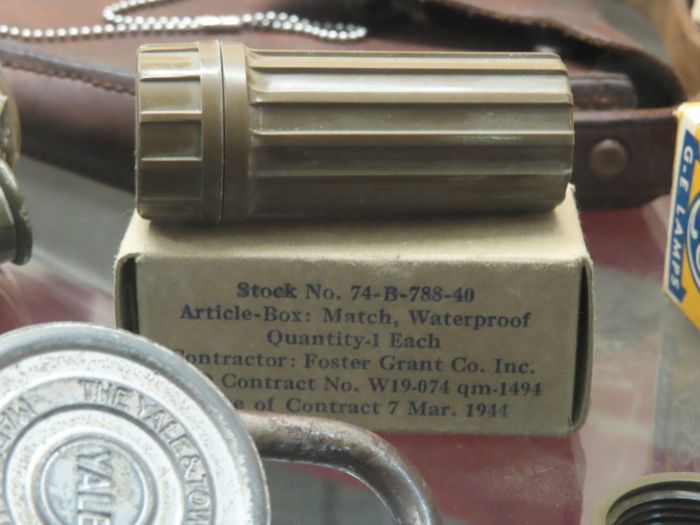 Stock No. 74-B-788-40
Article-Box: Match, Waterproof
Quantity-1 Each
Contractor: Foster Grant Co. Inc.
Contract No. W19-074 qm-1494
of Contract 7 Mar. 1944
G-E LAMPS
THE YALE & TOW
YALE